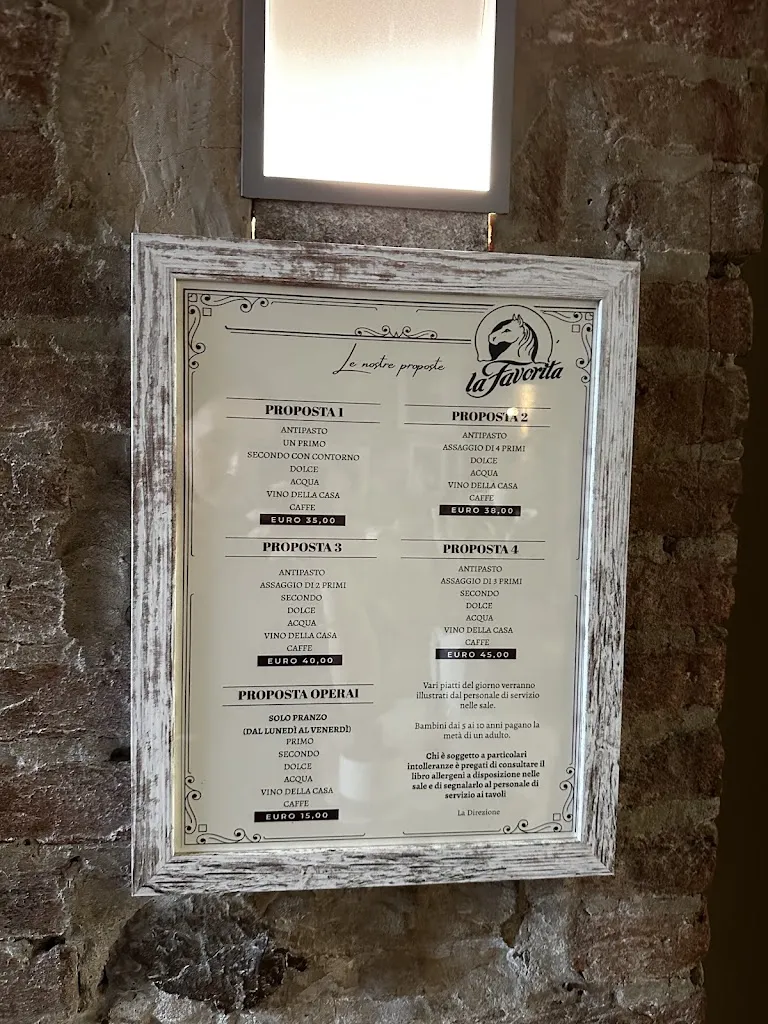 Le nostre proposte
la Favorita
PROPOSTA 1
ANTIPASTO
UN PRIMO
SECONDO CON CONTORNO
DOLCE
ACQUA
VINO DELLA CASA
CAFFE
EURO 35,00
PROPOSTA 2
ANTIPASTO
ASSAGGIO DI 4 PRIMI
DOLCE
ACQUA
VINO DELLA CASA
CAFFE
EURO 38,00
PROPOSTA 3
ANTIPASTO
ASSAGGIO DI 2 PRIMI
SECONDO
DOLCE
ACQUA
VINO DELLA CASA
CAFFE
EURO 40,00
PROPOSTA 4
ANTIPASTO
ASSAGGIO DI 3 PRIMI
SECONDO
DOLCE
ACQUA
VINO DELLA CASA
CAFFE
EURO 45,00
PROPOSTA OPERAI
SOLO PRANZO
(DAL LUNEDÌ AL VENERDÌ)
PRIMO
SECONDO
DOLCE
ACQUA
VINO DELLA CASA
CAFFE
EURO 15,00
Vari piatti del giorno verranno
illustrati dal personale di servizio
nelle sale.
Bambini dai 5 ai 10 anni pagano la
metà di un adulto.
Chi è soggetto a particolari
intolleranze è pregati di consultare il
libro allergeni a disposizione nelle
sale e di segnalarlo al personale di
servizio ai tavoli
La Direzione